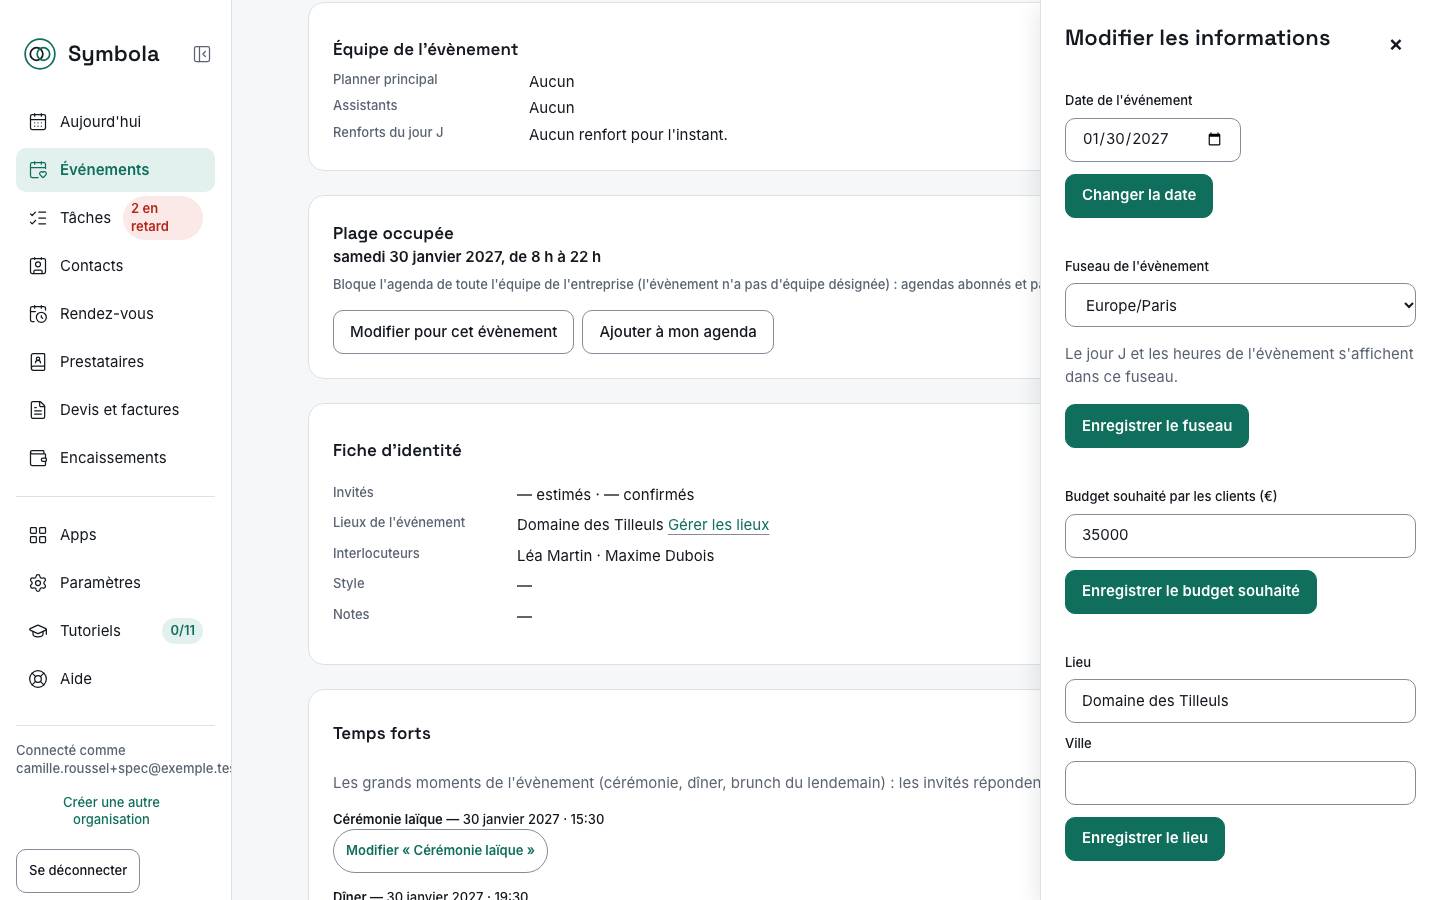 Symbola
Aujourd'hui
Événements
Tâches
2 en
retard
Contacts
Rendez-vous
Prestataires
Devis et factures
Encaissements
Apps
Paramètres
Tutoriels
0/11
Aide
Connecté comme
camille.roussel+spec@exemple.te
Créer une autre
organisation
Se déconnecter
Équipe de l’évènement
Planner principal
Aucun
Assistants
Aucun
Renforts du jour J
Aucun renfort pour l'instant.
Plage occupée
samedi 30 janvier 2027, de 8 h à 22 h
Bloque l'agenda de toute l'équipe de l'entreprise (l'évènement n'a pas d'équipe désignée) : agendas abonnés et
Modifier pour cet évènement
Ajouter à mon agenda
Fiche d’identité
Invités
— estimés · — confirmés
Lieux de l'événement
Domaine des Tilleuls Gérer les lieux
Interlocuteurs
Léa Martin · Maxime Dubois
Style
—
Notes
—
Temps forts
Les grands moments de l'évènement (cérémonie, dîner, brunch du lendemain) : les invités réponden
Cérémonie laïque — 30 janvier 2027 · 15:30
Modifier « Cérémonie laïque »
Dîner — 30 janvier 2027 · 19:30
Modifier les informations
×
Date de l'événement
01/30/2027
Changer la date
Fuseau de l'évènement
Europe/Paris
Le jour J et les heures de l'évènement s'affichent
dans ce fuseau.
Enregistrer le fuseau
Budget souhaité par les clients (€)
35000
Enregistrer le budget souhaité
Lieu
Domaine des Tilleuls
Ville
Enregistrer le lieu